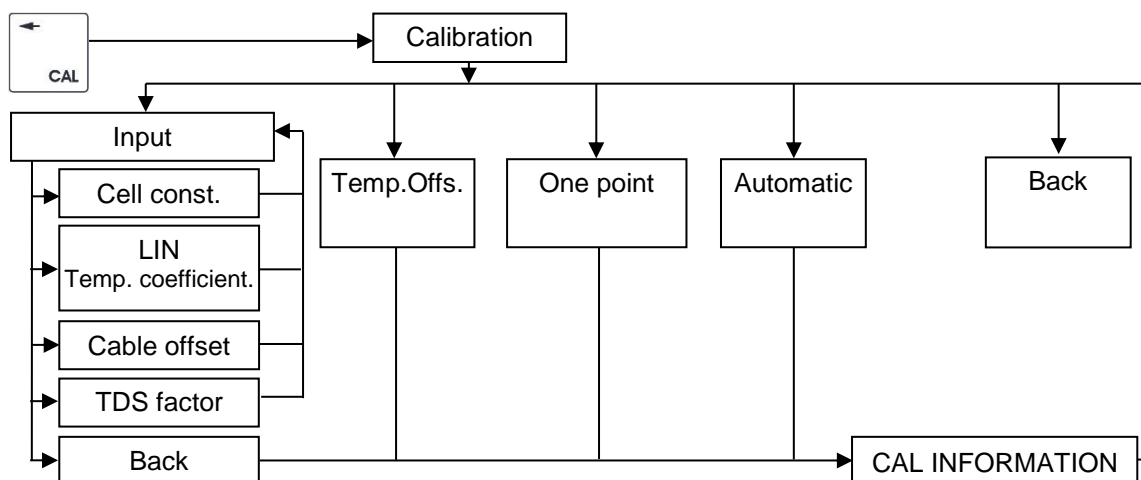 CAL
Calibration
Input
Cell const.
LIN
Temp. coefficient.
Cable offset
TDS factor
Back
Temp.Offs.
One point
Automatic
Back
CAL INFORMATION